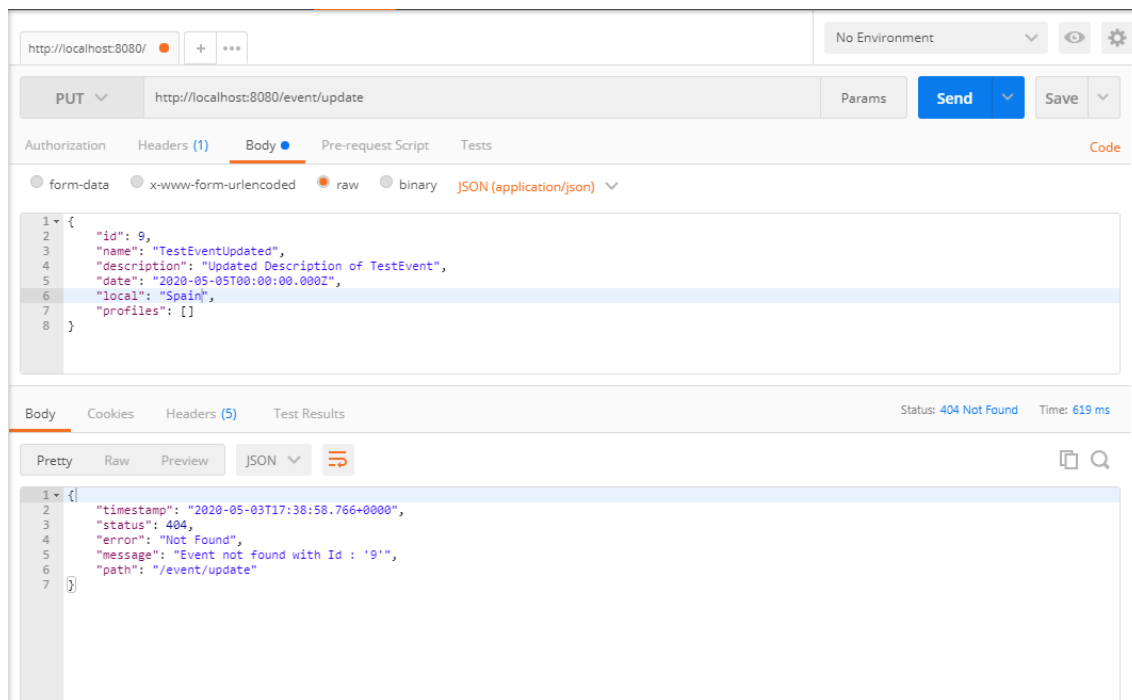 http://localhost:8080/ + ••• No Environment
PUT http://localhost:8080/event/update Params Send Save
Authorization Headers (1) Body Pre-request Script Tests Code
form-data x-www-form-urlencoded raw binary JSON (application/json)
1 {
2 "id": 9,
3 "name": "TestEventUpdated",
4 "description": "Updated Description of TestEvent",
5 "date": "2020-05-05T00:00:00.000Z",
6 "local": "Spain",
7 "profiles": []
8 }
Body Cookies Headers (5) Test Results Status: 404 Not Found Time: 619 ms
Pretty Raw Preview JSON
1 {
2 "timestamp": "2020-05-03T17:38:58.766+0000",
3 "status": 404,
4 "error": "Not Found",
5 "message": "Event not found with Id : '9'",
6 "path": "/event/update"
7 }